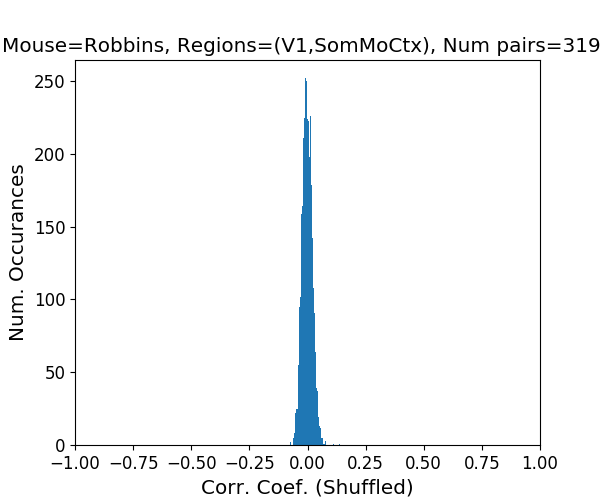 Mouse=Robbins, Regions=(V1,SomMoCtx), Num pairs=319
Num. Occurances
250
200
150
100
50
0
−1.00 −0.75 −0.50 −0.25 0.00 0.25 0.50 0.75 1.00
Corr. Coef. (Shuffled)